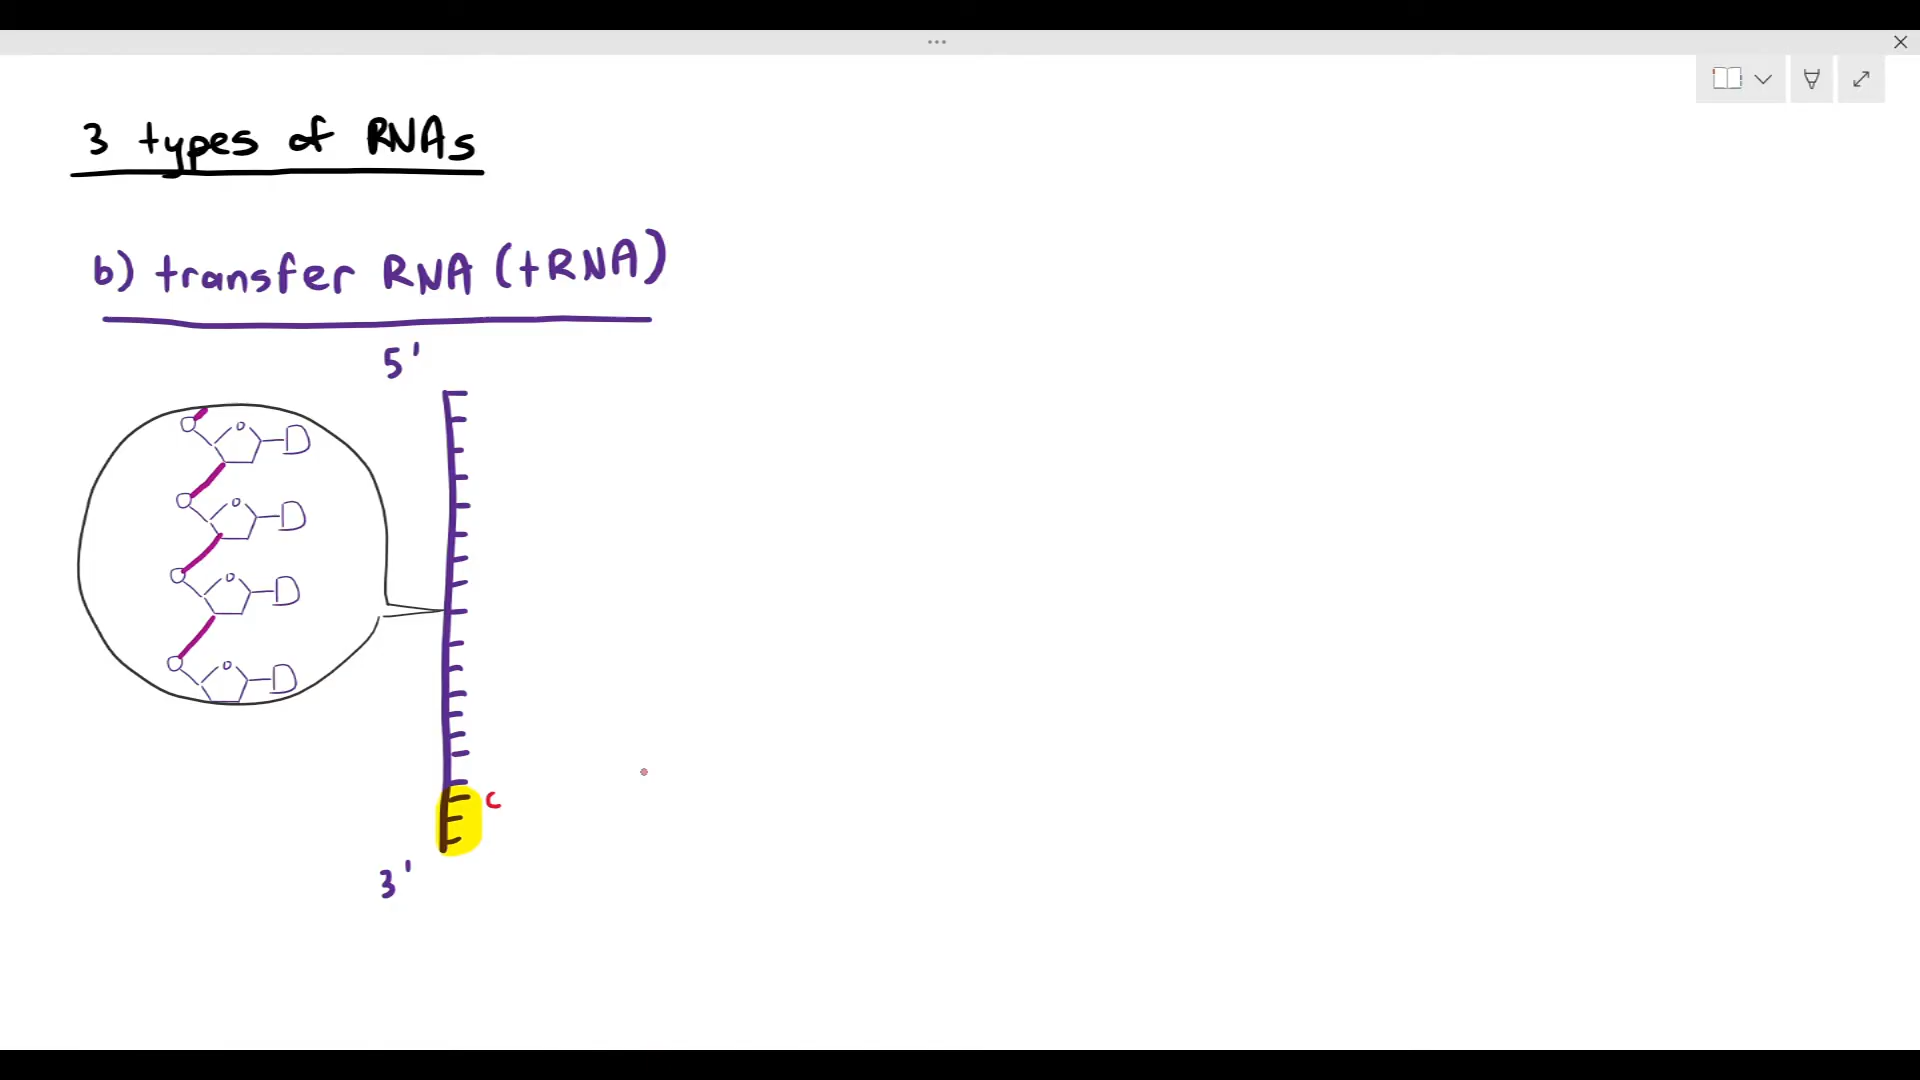 3 types of RNAs
b) transfer RNA (tRNA)
5'
C
3'